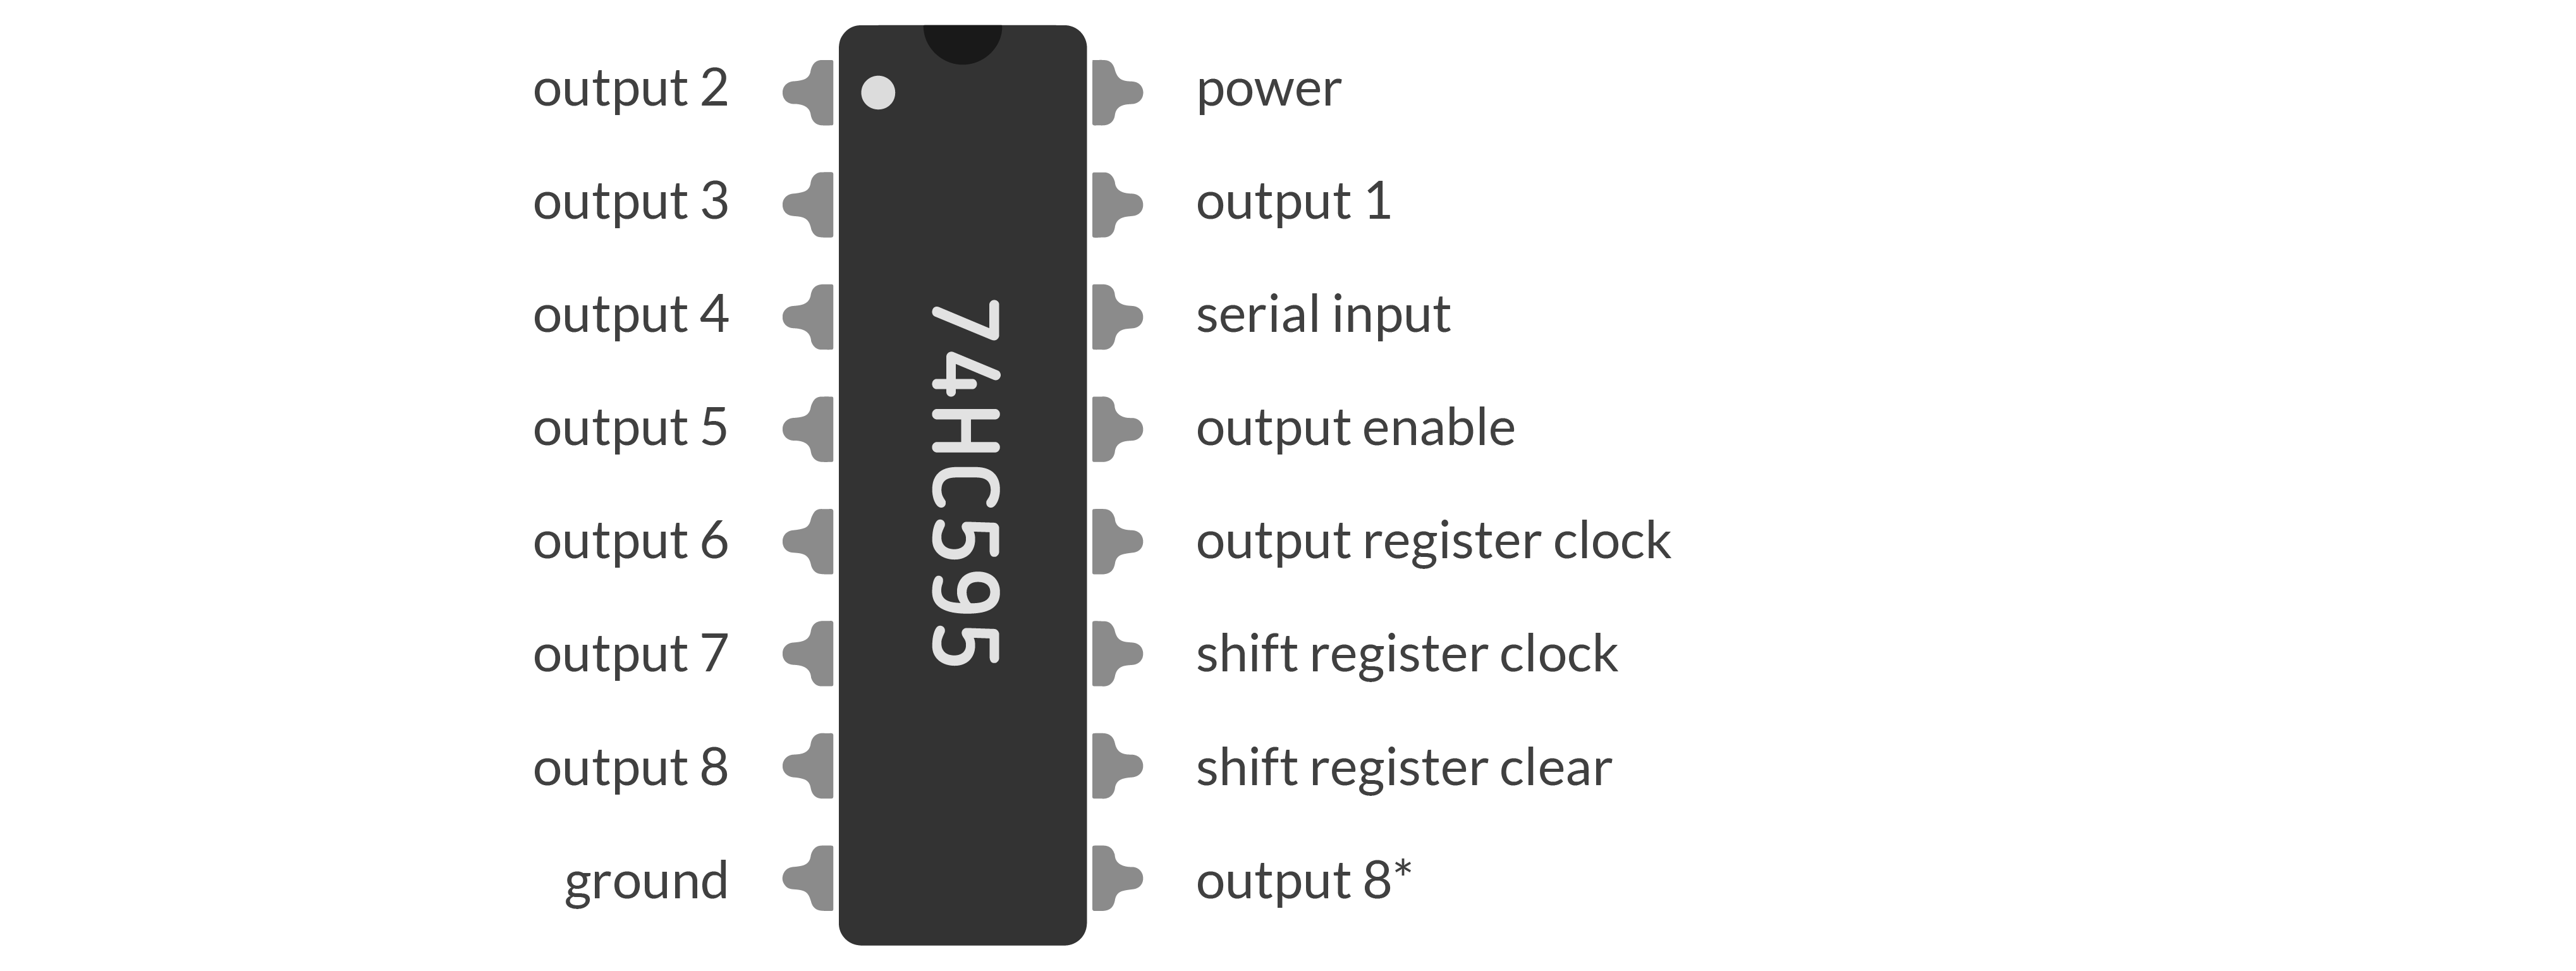 output 2
output 3
output 4
output 5
output 6
output 7
output 8
ground
74HC595
power
output 1
serial input
output enable
output register clock
shift register clock
shift register clear
output 8*